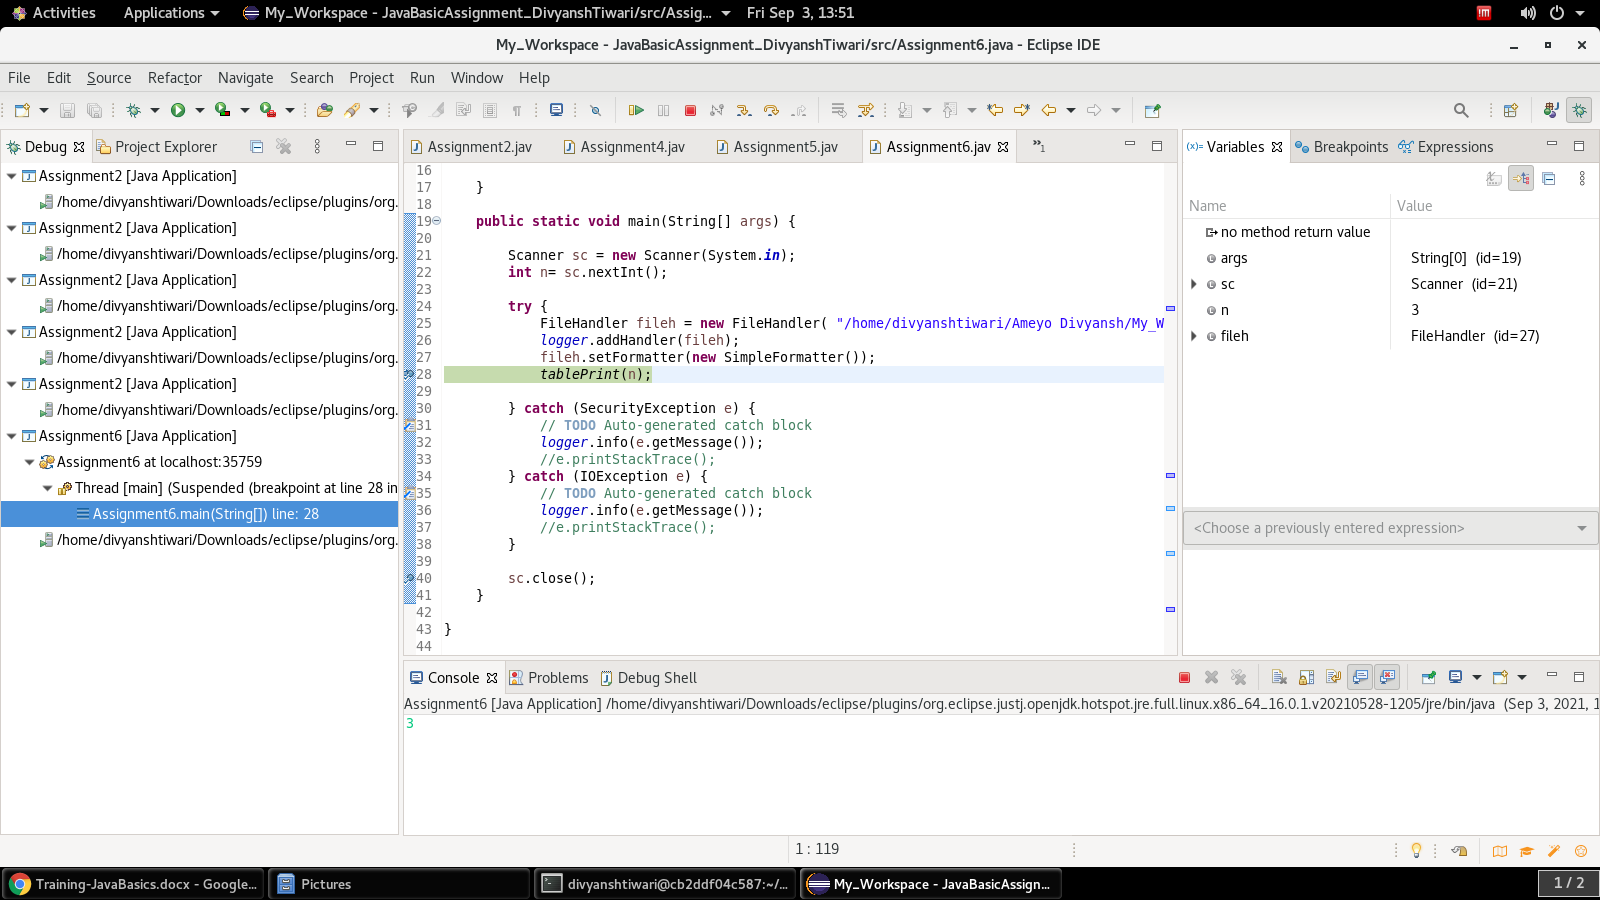 Activities Applications My_Workspace - JavaBasicAssignment_DivyanshTiwari/src/Assig... Fri Sep 3, 13:51
My_Workspace - JavaBasicAssignment_DivyanshTiwari/src/Assignment6.java - Eclipse IDE
File Edit Source Refactor Navigate Search Project Run Window Help
Debug Project Explorer
Assignment2 [Java Application]
/home/divyanshtiwari/Downloads/eclipse/plugins/org.
Assignment2 [Java Application]
/home/divyanshtiwari/Downloads/eclipse/plugins/org.
Assignment2 [Java Application]
/home/divyanshtiwari/Downloads/eclipse/plugins/org.
Assignment2 [Java Application]
/home/divyanshtiwari/Downloads/eclipse/plugins/org.
Assignment2 [Java Application]
/home/divyanshtiwari/Downloads/eclipse/plugins/org.
Assignment6 [Java Application]
Assignment6 at localhost:35759
Thread [main] (Suspended (breakpoint at line 28 in
Assignment6.main(String[]) line: 28
/home/divyanshtiwari/Downloads/eclipse/plugins/org.
Assignment2.jav Assignment4.jav Assignment5.jav Assignment6.jav »1
16
17 }
18
19 public static void main(String[] args) {
20
21 Scanner sc = new Scanner(System.in);
22 int n= sc.nextInt();
23
24 try {
25 FileHandler fileh = new FileHandler( "/home/divyanshtiwari/Ameyo Divyansh/My_W
26 logger.addHandler(fileh);
27 fileh.setFormatter(new SimpleFormatter());
28 tablePrint(n);
29
30 } catch (SecurityException e) {
31 // TODO Auto-generated catch block
32 logger.info(e.getMessage());
33 //e.printStackTrace();
34 } catch (IOException e) {
35 // TODO Auto-generated catch block
36 logger.info(e.getMessage());
37 //e.printStackTrace();
38 }
39
40 sc.close();
41 }
42
43 }
44
(x)= Variables Breakpoints Expressions
Name Value
no method return value
args String[0] (id=19)
sc Scanner (id=21)
n 3
fileh FileHandler (id=27)
<Choose a previously entered expression>
Console Problems Debug Shell
Assignment6 [Java Application] /home/divyanshtiwari/Downloads/eclipse/plugins/org.eclipse.justj.openjdk.hotspot.jre.full.linux.x86_64_16.0.1.v20210528-1205/jre/bin/java (Sep 3, 2021, 1
3
1 : 119
Training-JavaBasics.docx - Google... Pictures divyanshtiwari@cb2ddf04c587:~/... My_Workspace - JavaBasicAssign... 1 / 2